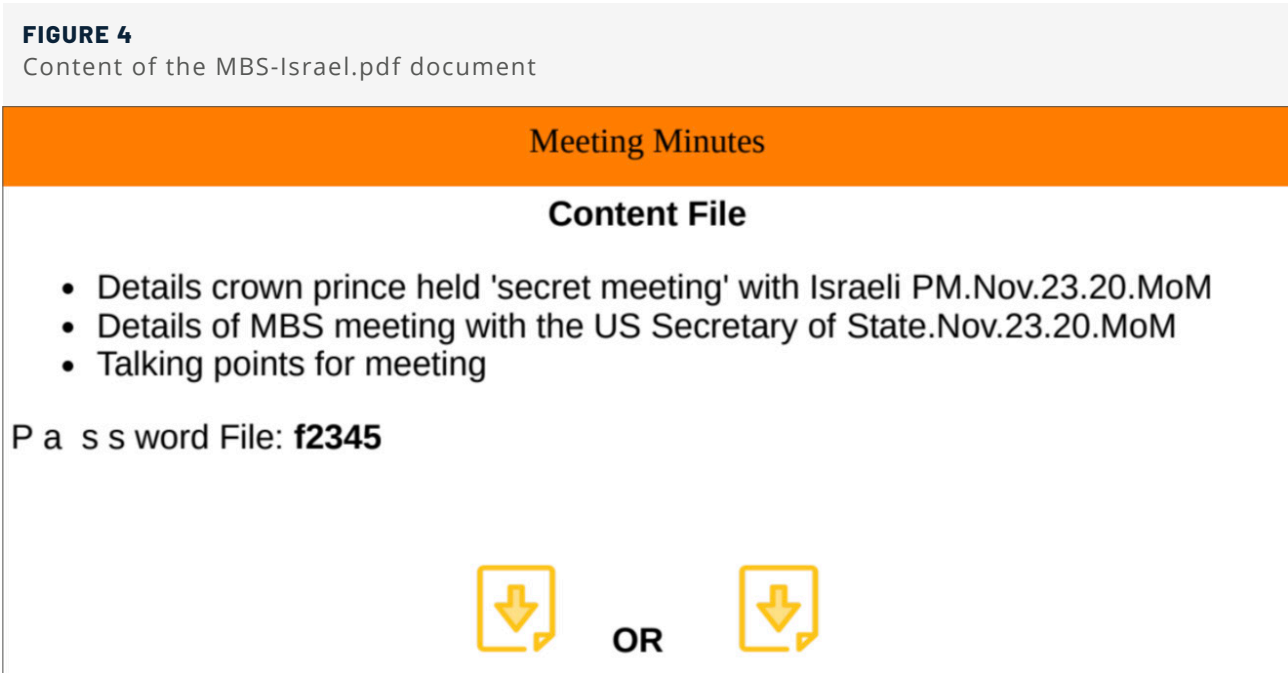 FIGURE 4
Content of the MBS-Israel.pdf document
Meeting Minutes
Content File
• Details crown prince held 'secret meeting' with Israeli PM.Nov.23.20.MoM
• Details of MBS meeting with the US Secretary of State.Nov.23.20.MoM
• Talking points for meeting
P a  s s word File: f2345
OR